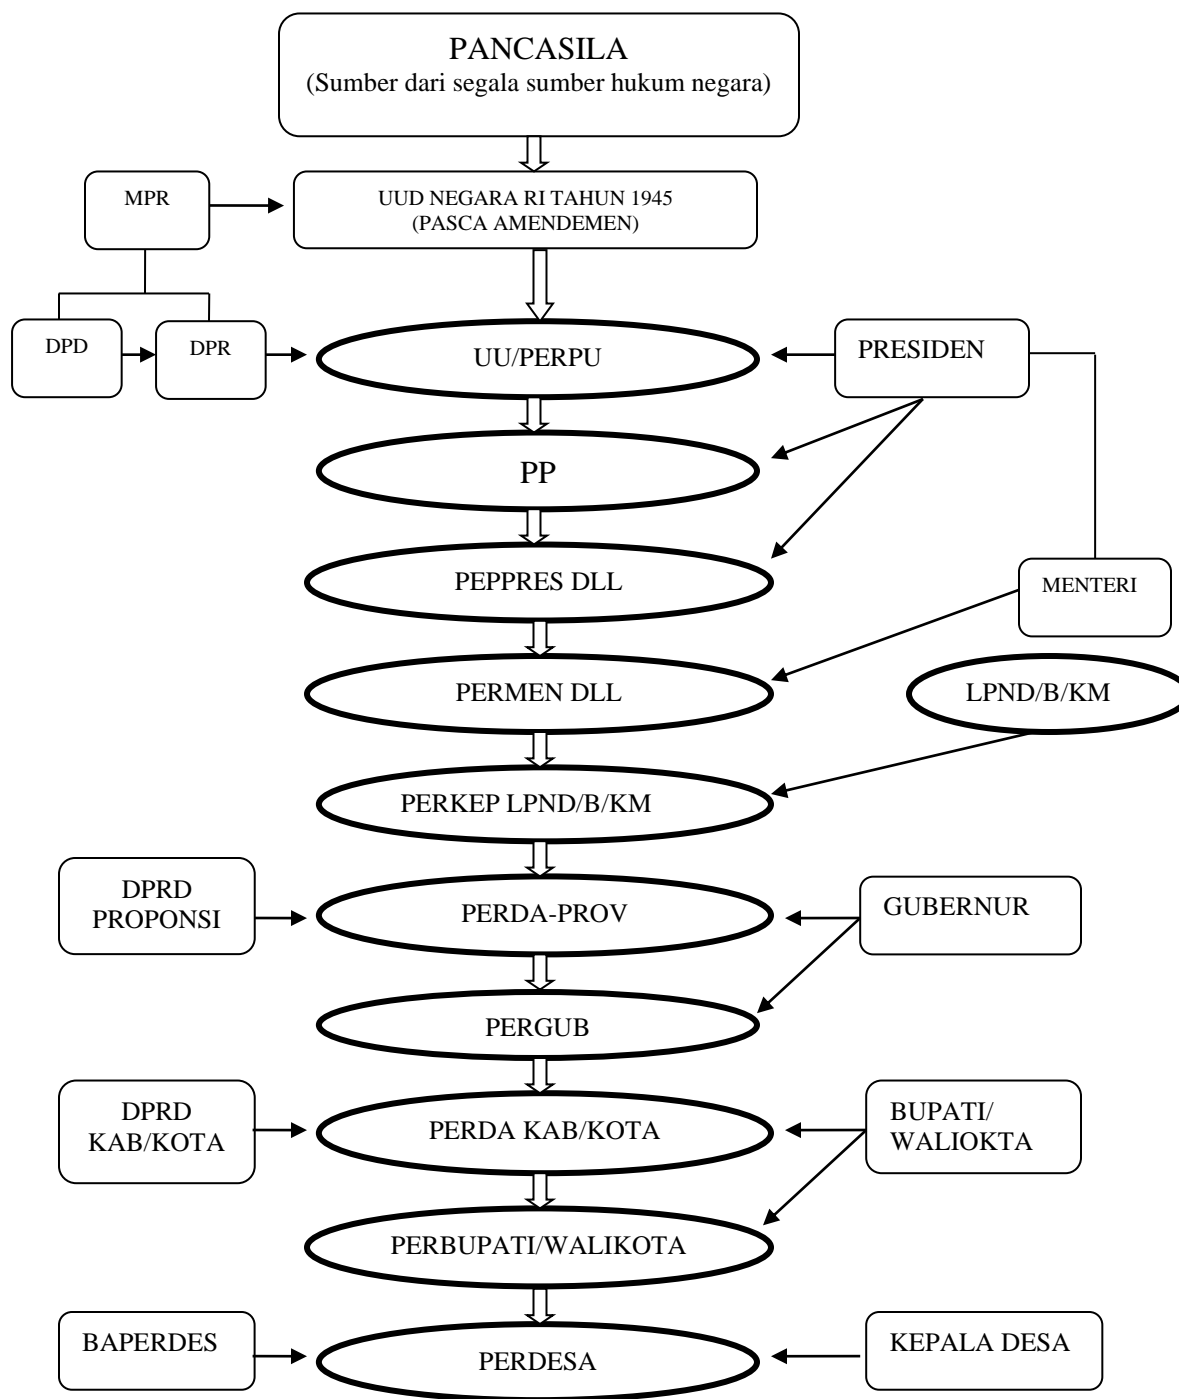 PANCASILA
(Sumber dari segala sumber hukum negara)
MPR
UUD NEGARA RI TAHUN 1945
(PASCA AMENDEMEN)
DPD
DPR
UU/PERPU
PRESIDEN
PP
PEPPRES DLL
MENTERI
PERMEN DLL
LPND/B/KM
PERKEP LPND/B/KM
DPRD
PROPONSI
PERDA-PROV
GUBERNUR
PERGUB
DPRD
KAB/KOTA
PERDA KAB/KOTA
BUPATI/
WALIOKTA
PERBUPATI/WALIKOTA
BAPERDES
PERDESA
KEPALA DESA